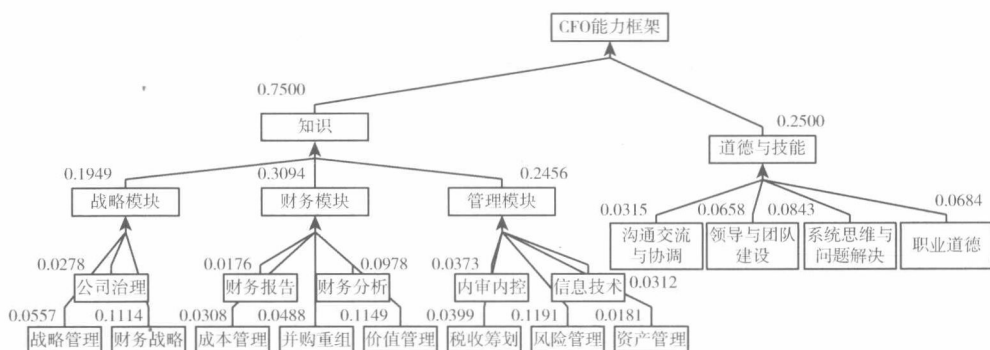 CFO能力框架
0.7500
知识
0.2500
道德与技能
0.1949
战略模块
0.3094
财务模块
0.2456
管理模块
0.0315
沟通交流
与协调
0.0658
领导与团队
建设
0.0843
系统思维与
问题解决
0.0684
职业道德
0.0278
公司治理
0.0176
财务报告
0.0978
财务分析
0.0373
内审内控
信息技术
0.0312
0.0557
战略管理
0.1114
财务战略
0.0308
成本管理
0.0488
并购重组
0.1149
价值管理
0.0399
税收筹划
0.1191
风险管理
0.0181
资产管理